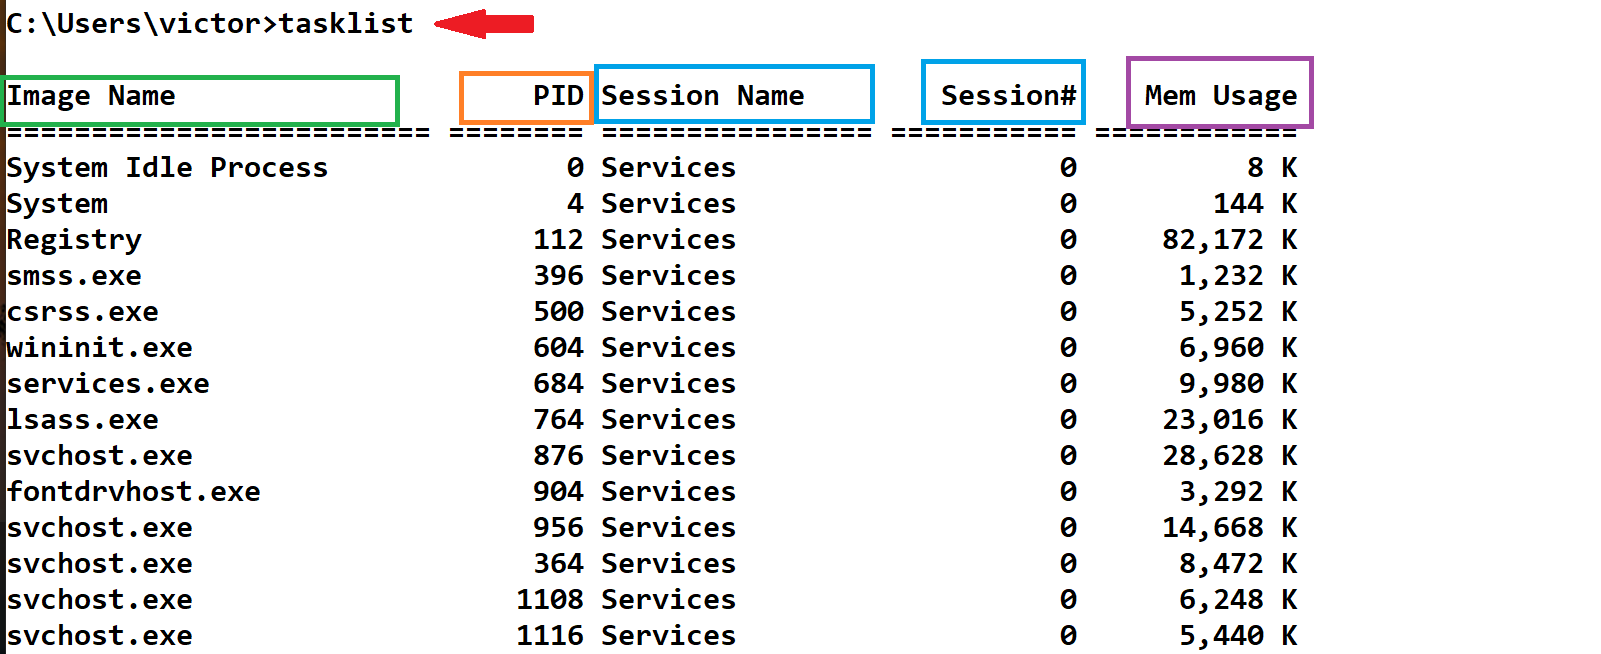 C:\Users\victor>tasklist
Image Name                     PID Session Name        Session#    Mem Usage
========================= ======== ================ =========== ============
System Idle Process              0 Services                   0          8 K
System                           4 Services                   0        144 K
Registry                       112 Services                   0     82,172 K
smss.exe                       396 Services                   0      1,232 K
csrss.exe                      500 Services                   0      5,252 K
wininit.exe                    604 Services                   0      6,960 K
services.exe                   684 Services                   0      9,980 K
lsass.exe                      764 Services                   0     23,016 K
svchost.exe                    876 Services                   0     28,628 K
fontdrvhost.exe                904 Services                   0      3,292 K
svchost.exe                    956 Services                   0     14,668 K
svchost.exe                    364 Services                   0      8,472 K
svchost.exe                   1108 Services                   0      6,248 K
svchost.exe                   1116 Services                   0      5,440 K